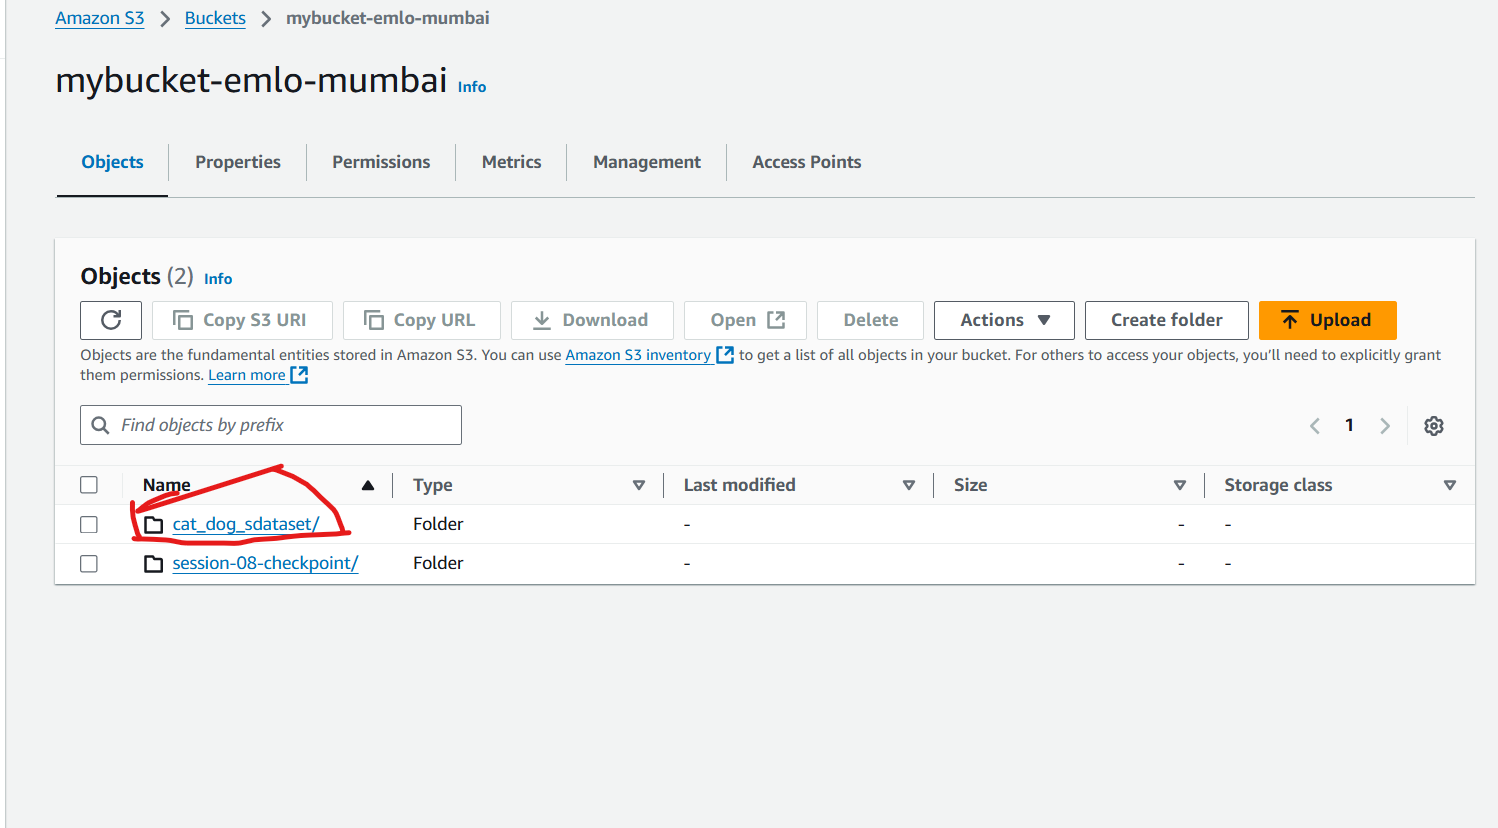 Amazon S3 > Buckets > mybucket-emlo-mumbai
mybucket-emlo-mumbai Info
Objects Properties Permissions Metrics Management Access Points
Objects (2) Info
Copy S3 URI Copy URL Download Open Delete Actions Create folder Upload
Objects are the fundamental entities stored in Amazon S3. You can use Amazon S3 inventory to get a list of all objects in your bucket. For others to access your objects, you'll need to explicitly grant
them permissions. Learn more
Find objects by prefix 1
Name Type Last modified Size Storage class
cat_dog_sdataset/ Folder - - -
session-08-checkpoint/ Folder - - -